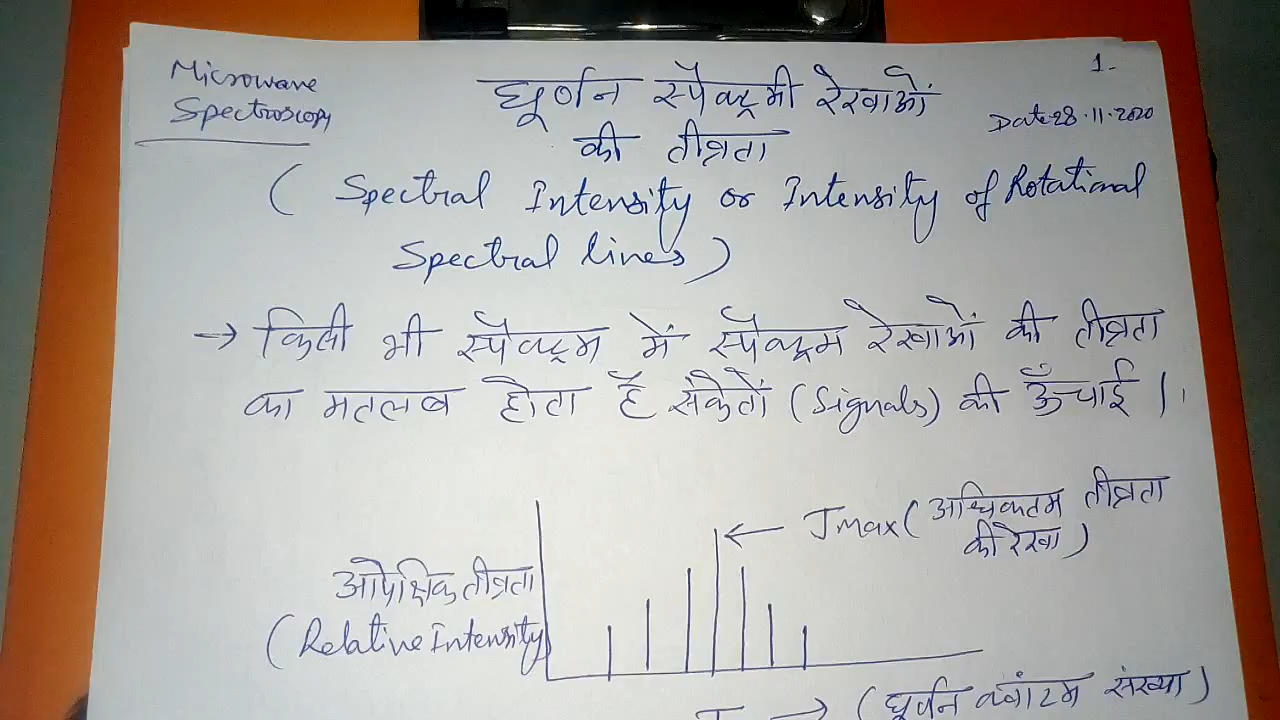 1.
Microwave
Spectroscopy
घूर्णन स्पैक्ट्रमी रेखाओं
की तीव्रता
Date 28.11.2020
( Spectral Intensity or Intensity of Rotational
Spectral lines )
→ किसी भी स्पैक्ट्रम में स्पैक्ट्रम रेखाओं की तीव्रता
का मतलब होता है संकेतों (Signals) की ऊँचाई ।
← Jmax ( अधिकतम तीव्रता
की रेखा )
आपेक्षिक तीव्रता
( Relative Intensity )
J → (घूर्णन क्वांटम संख्या)